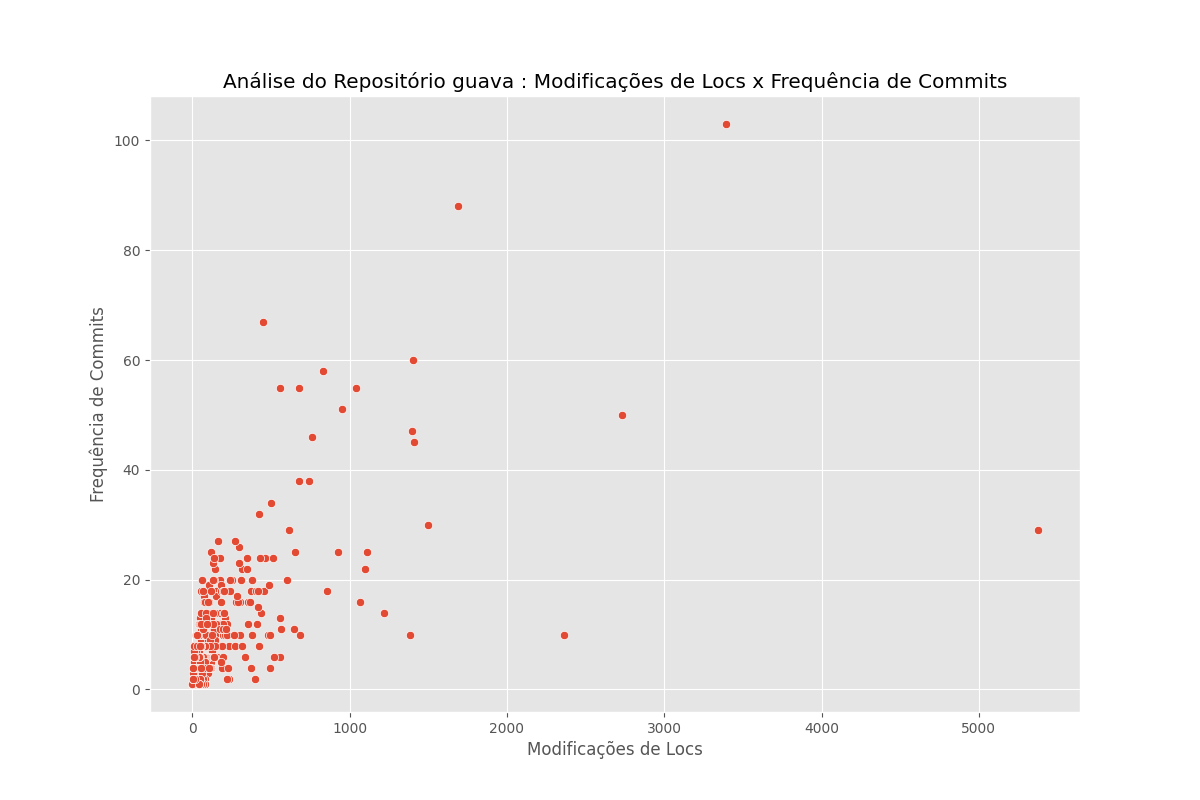 Análise do Repositório guava : Modificações de Locs x Frequência de Commits
100
80
60
40
20
0
Frequência de Commits
0 1000 2000 3000 4000 5000
Modificações de Locs